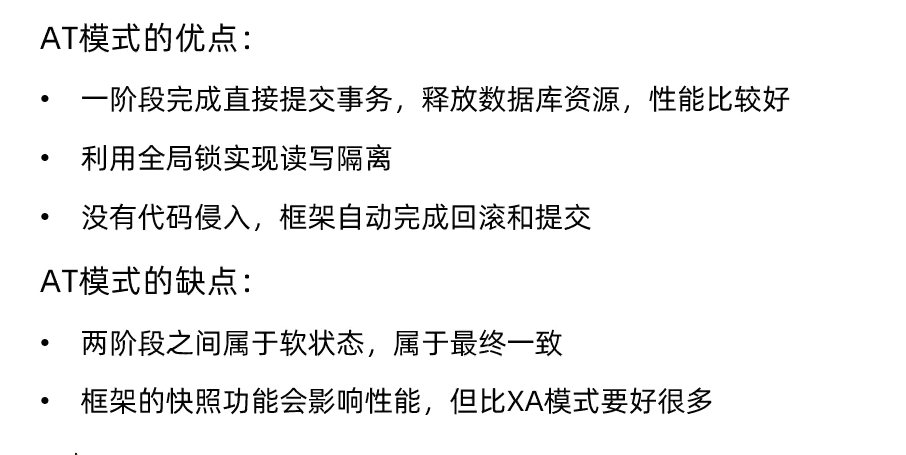 AT模式的优点：
• 一阶段完成直接提交事务，释放数据库资源，性能比较好
• 利用全局锁实现读写隔离
• 没有代码侵入，框架自动完成回滚和提交
AT模式的缺点：
• 两阶段之间属于软状态，属于最终一致
• 框架的快照功能会影响性能，但比XA模式要好很多